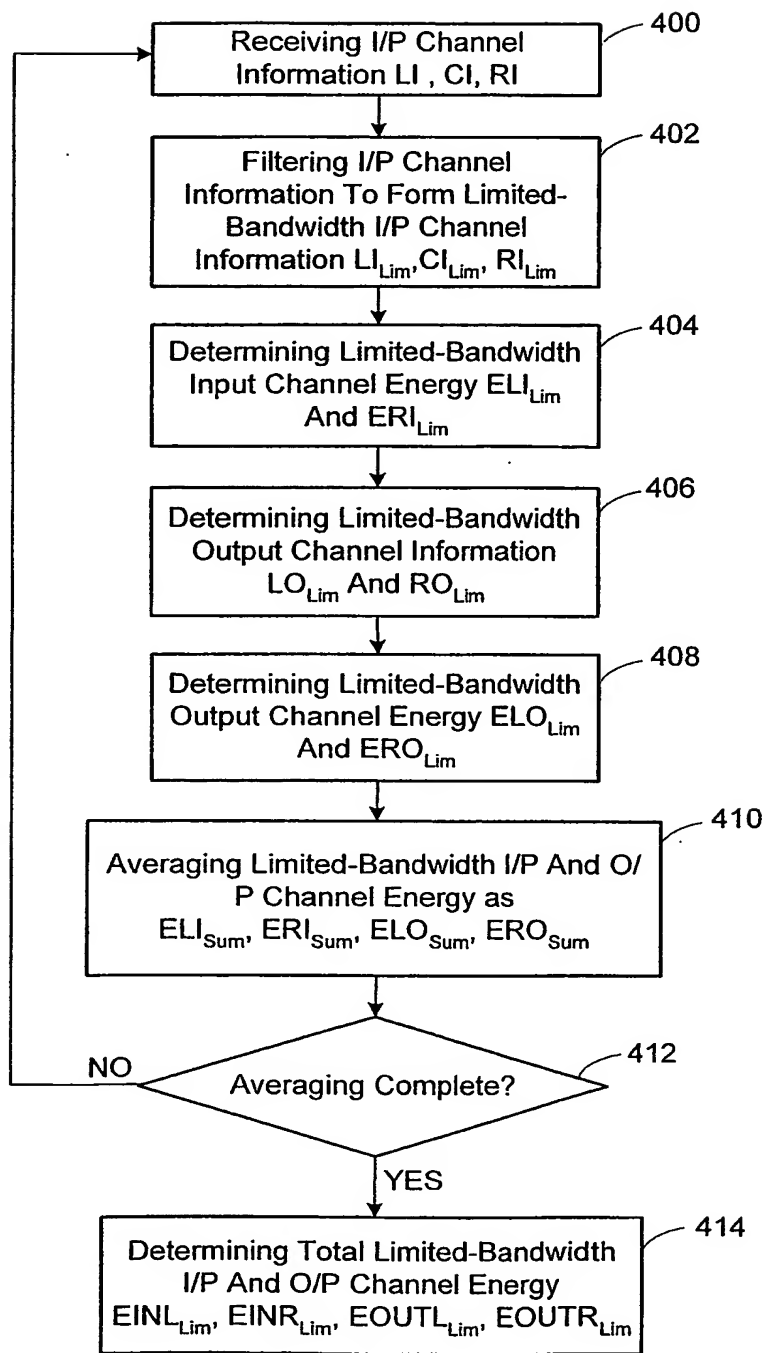 400
Receiving I/P Channel
Information LI , CI, RI
402
Filtering I/P Channel
Information To Form Limited-
Bandwidth I/P Channel
Information LI_Lim,CI_Lim, RI_Lim
404
Determining Limited-Bandwidth
Input Channel Energy ELI_Lim
And ERI_Lim
406
Determining Limited-Bandwidth
Output Channel Information
LO_Lim And RO_Lim
408
Determining Limited-Bandwidth
Output Channel Energy ELO_Lim
And ERO_Lim
410
Averaging Limited-Bandwidth I/P And O/
P Channel Energy as
ELI_Sum, ERI_Sum, ELO_Sum, ERO_Sum
412
NO
Averaging Complete?
YES
414
Determining Total Limited-Bandwidth
I/P And O/P Channel Energy
EINL_Lim, EINR_Lim, EOUTL_Lim, EOUTR_Lim